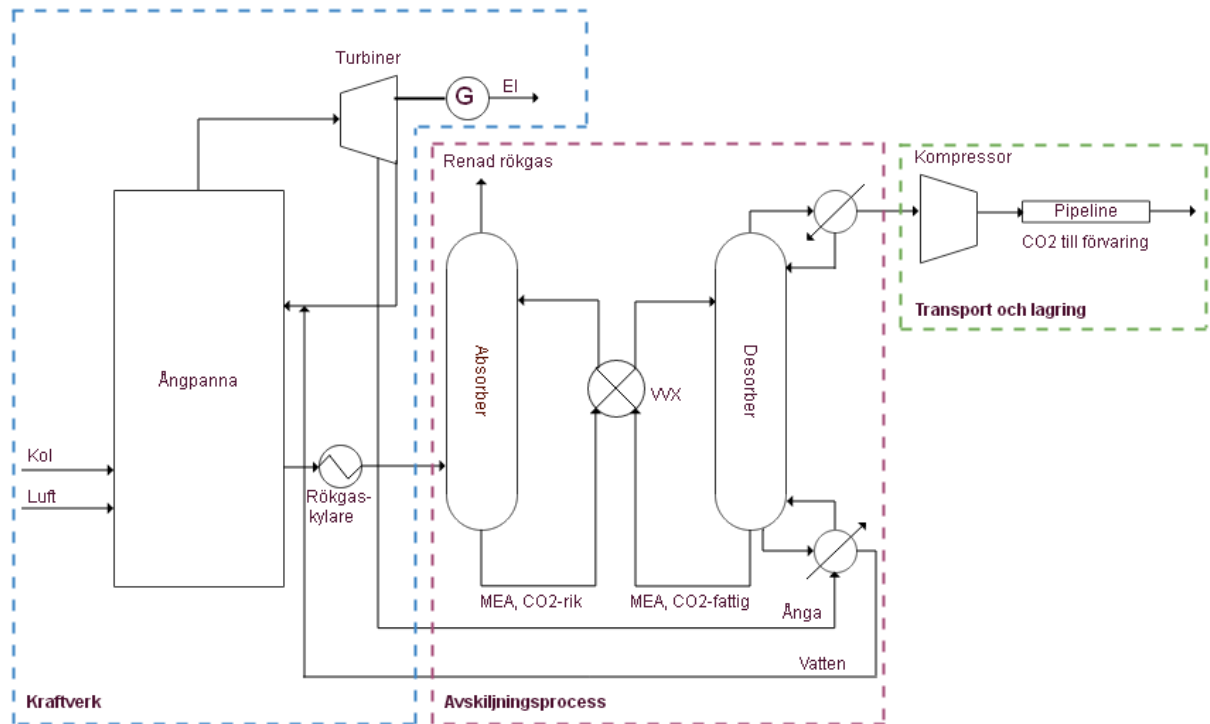 Turbiner
G
El
Renad rökgas
Kompressor
Pipeline
CO2 till förvaring
Transport och lagring
Ångpanna
Absorber
Desorber
VVX
Kol
Luft
Rökgas-
kylare
MEA, CO2-rik
MEA, CO2-fattig
Ånga
Vatten
Kraftverk
Avskiljningsprocess